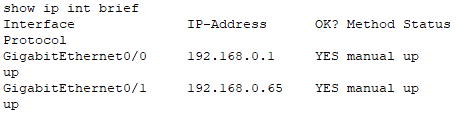 show ip int brief
Interface IP-Address OK? Method Status
Protocol
GigabitEthernet0/0 192.168.0.1 YES manual up
up
GigabitEthernet0/1 192.168.0.65 YES manual up
up